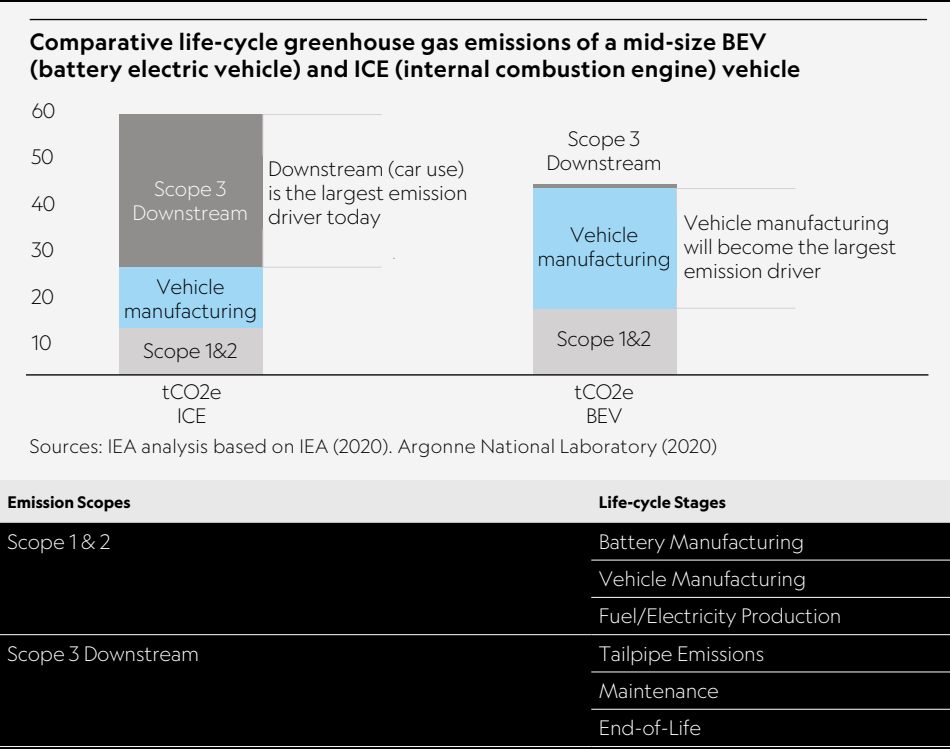 Comparative life-cycle greenhouse gas emissions of a mid-size BEV
(battery electric vehicle) and ICE (internal combustion engine) vehicle
60
50
40
30
20
10
Scope 3
Downstream
Vehicle
manufacturing
Scope 1&2
Downstream (car use)
is the largest emission
driver today
Scope 3
Downstream
Vehicle
manufacturing
Scope 1&2
Vehicle manufacturing
will become the largest
emission driver
tCO2e
ICE
tCO2e
BEV
Sources: IEA analysis based on IEA (2020). Argonne National Laboratory (2020)
Emission Scopes
Life-cycle Stages
Scope 1 & 2
Battery Manufacturing
Vehicle Manufacturing
Fuel/Electricity Production
Scope 3 Downstream
Tailpipe Emissions
Maintenance
End-of-Life